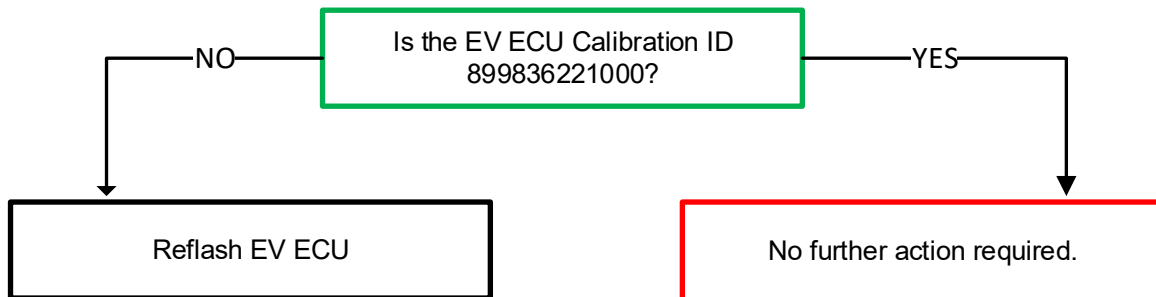 Is the EV ECU Calibration ID
899836221000?
NO
YES
Reflash EV ECU
No further action required.